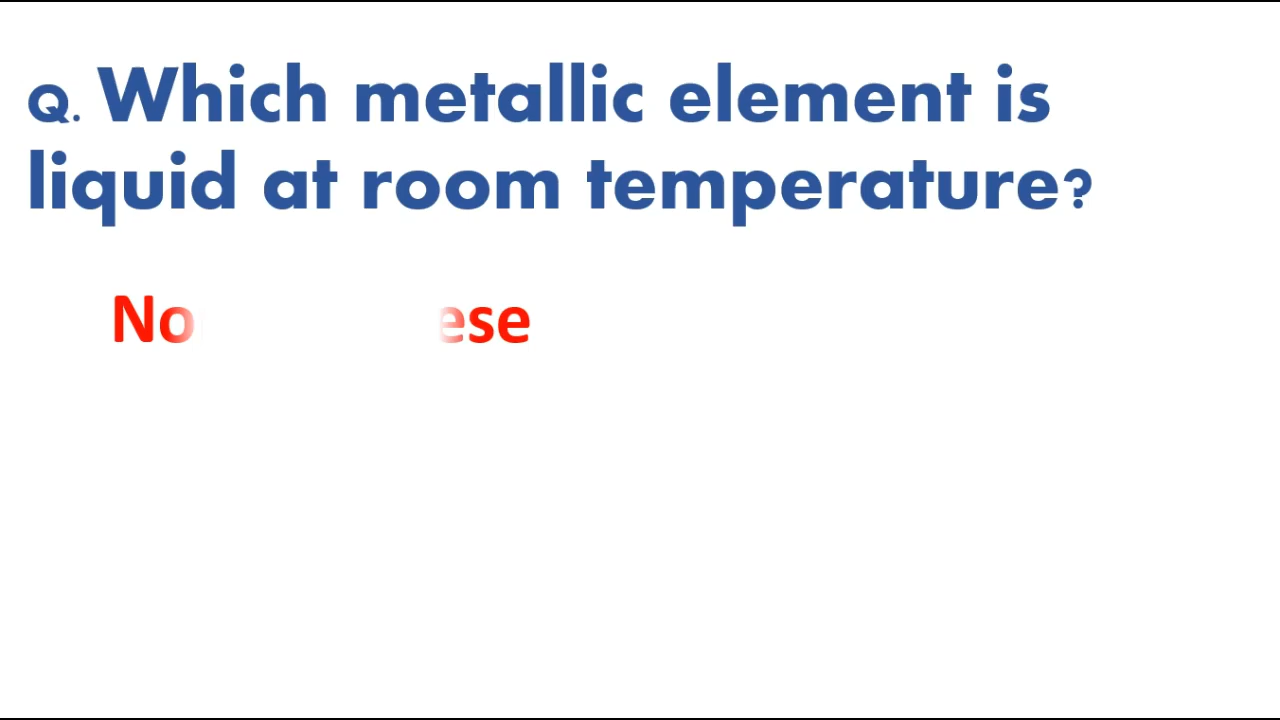 Q. Which metallic element is
liquid at room temperature?